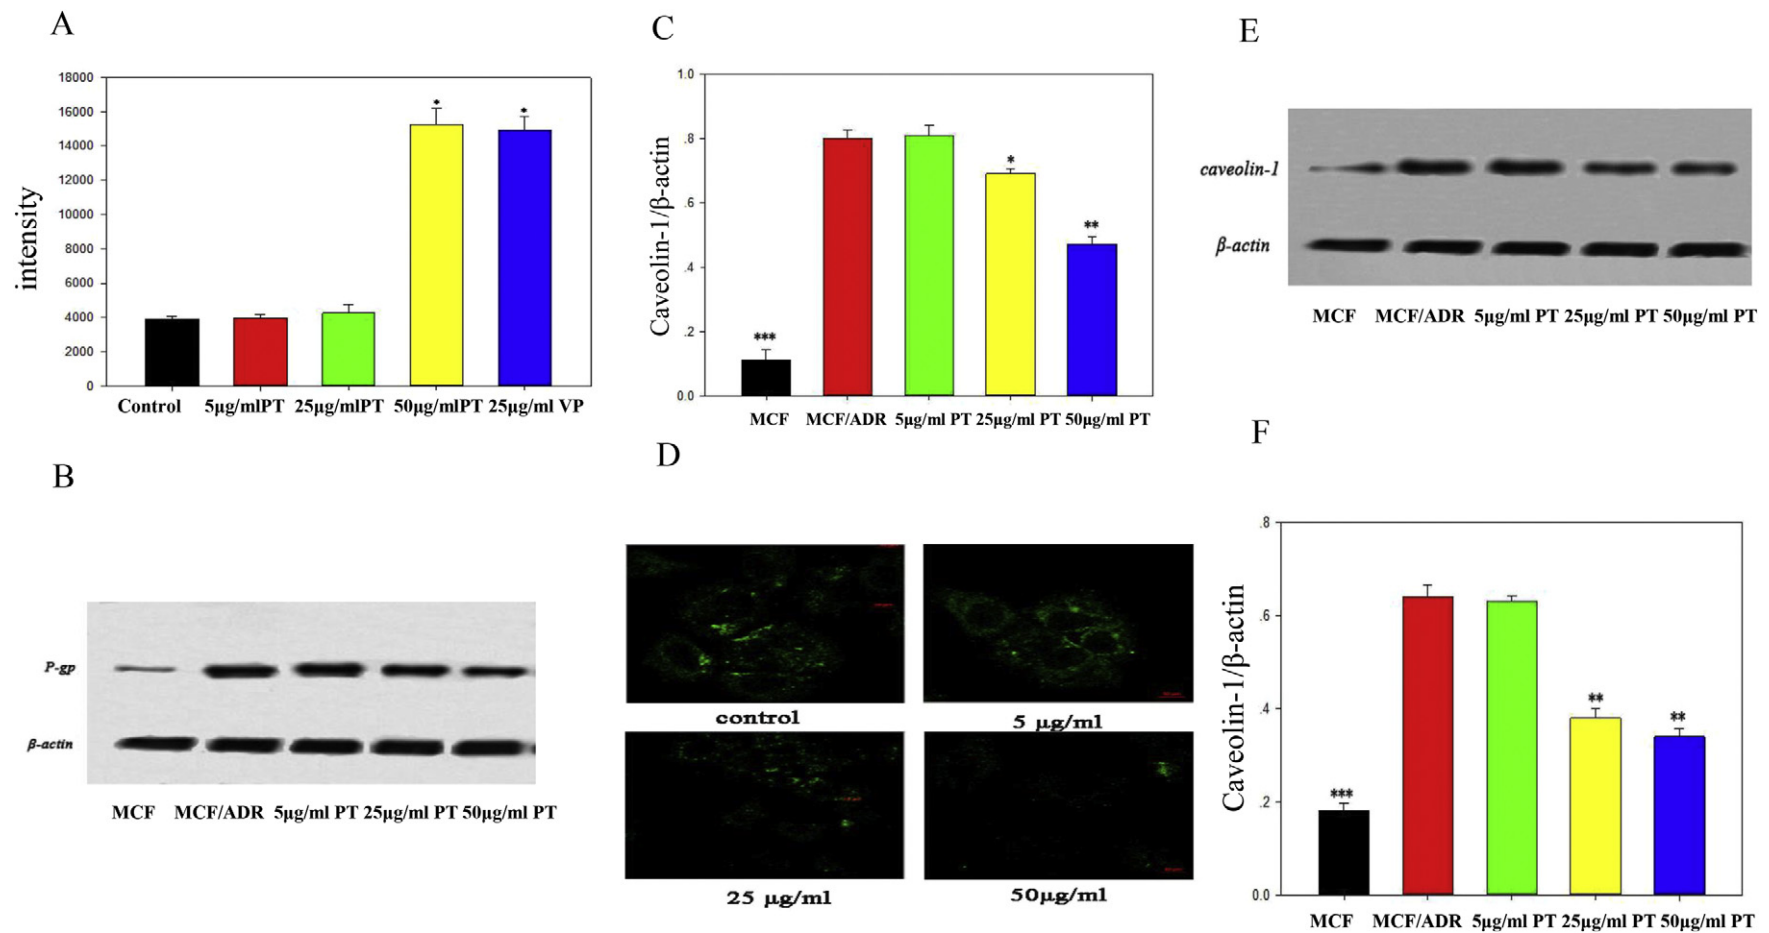 A
18000
16000
14000
12000
10000
8000
6000
4000
2000
0
intensity
*
*
Control 5μg/mlPT 25μg/mlPT 50μg/mlPT 25μg/ml VP
B
P-gp
β-actin
MCF MCF/ADR 5μg/ml PT 25μg/ml PT 50μg/ml PT
C
1.0
.8
.6
.4
.2
0.0
Caveolin-1/β-actin
***
*
**
MCF MCF/ADR 5μg/ml PT 25μg/ml PT 50μg/ml PT
D
control
5 μg/ml
25 μg/ml
50μg/ml
E
caveolin-1
β-actin
MCF MCF/ADR 5μg/ml PT 25μg/ml PT 50μg/ml PT
F
.8
.6
.4
.2
0.0
Caveolin-1/β-actin
***
**
**
MCF MCF/ADR 5μg/ml PT 25μg/ml PT 50μg/ml PT